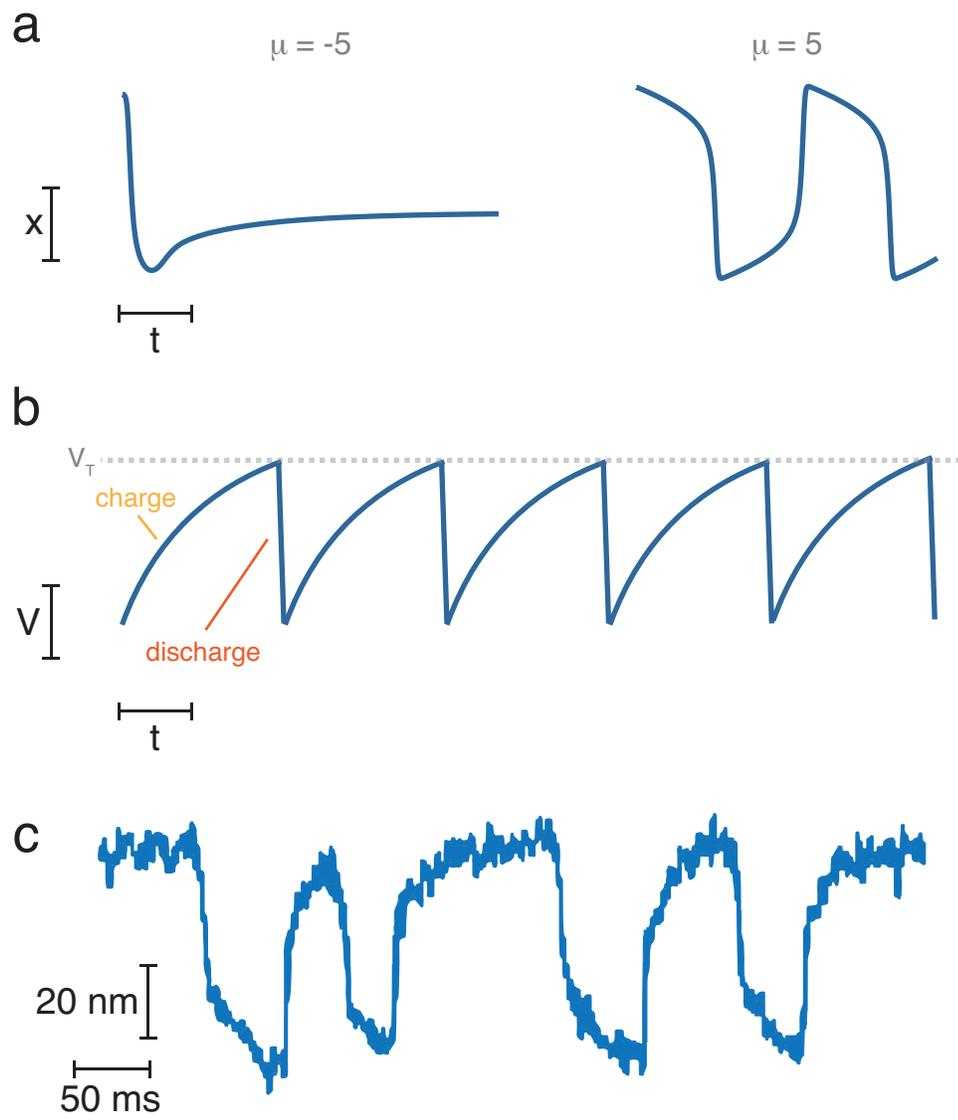 a
μ = -5
μ = 5
x
t
b
V_T
charge
V
discharge
t
c
20 nm
50 ms